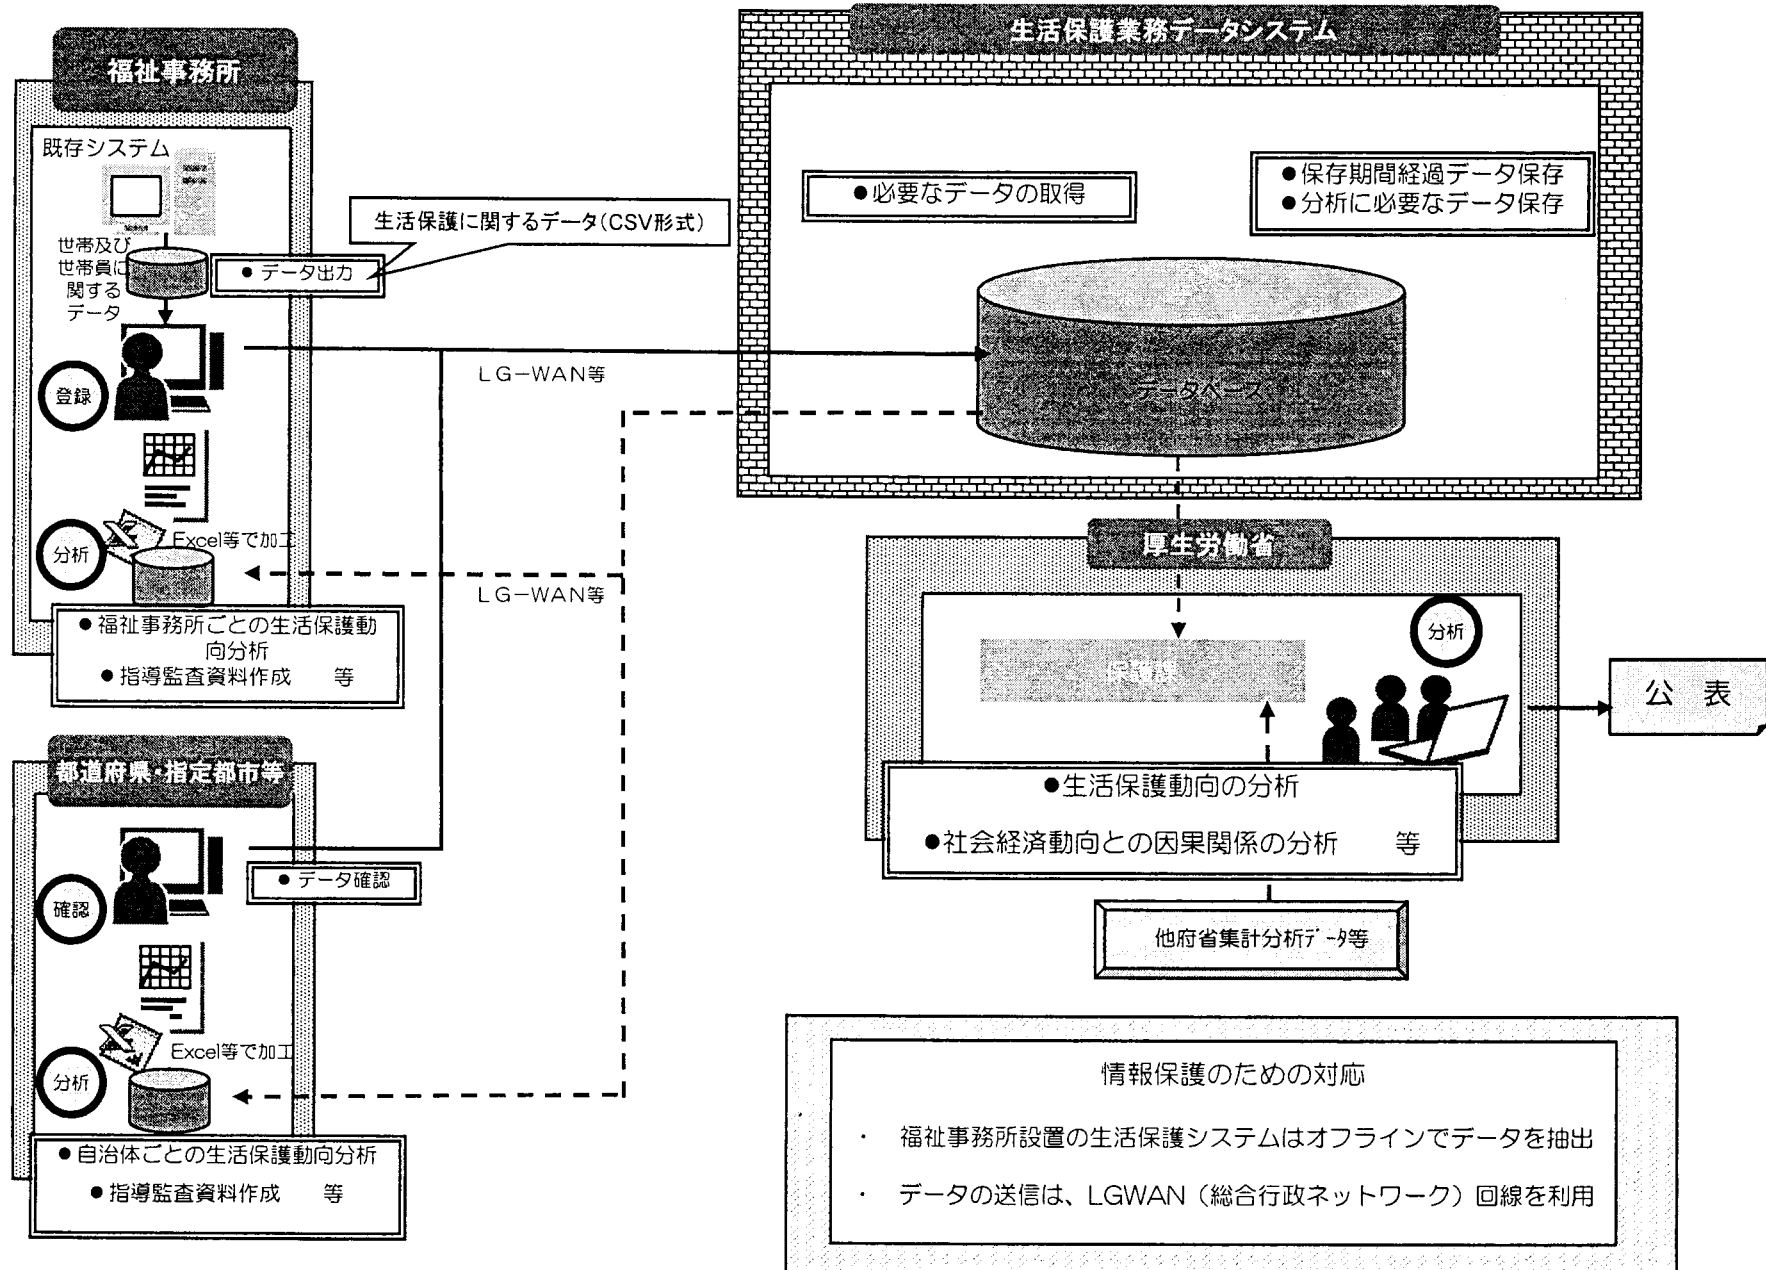 生活保護業務データシステム
福祉事務所
既存システム
●必要なデータの取得
●保存期間経過データ保存
●分析に必要なデータ保存
生活保護に関するデータ(CSV形式)
世帯及び
世帯員に
関する
データ
● データ出力
LG-WAN等
データベース
登録
分析
Excel等で加工
LG-WAN等
●福祉事務所ごとの生活保護動
向分析
●指導監査資料作成　等
厚生労働省
分析
保護課
公 表
●生活保護動向の分析
●社会経済動向との因果関係の分析　等
他府省集計分析データ等
都道府県・指定都市等
● データ確認
確認
分析
Excel等で加工
●自治体ごとの生活保護動向分析
●指導監査資料作成　等
情報保護のための対応
・ 福祉事務所設置の生活保護システムはオフラインでデータを抽出
・ データの送信は、LGWAN（総合行政ネットワーク）回線を利用